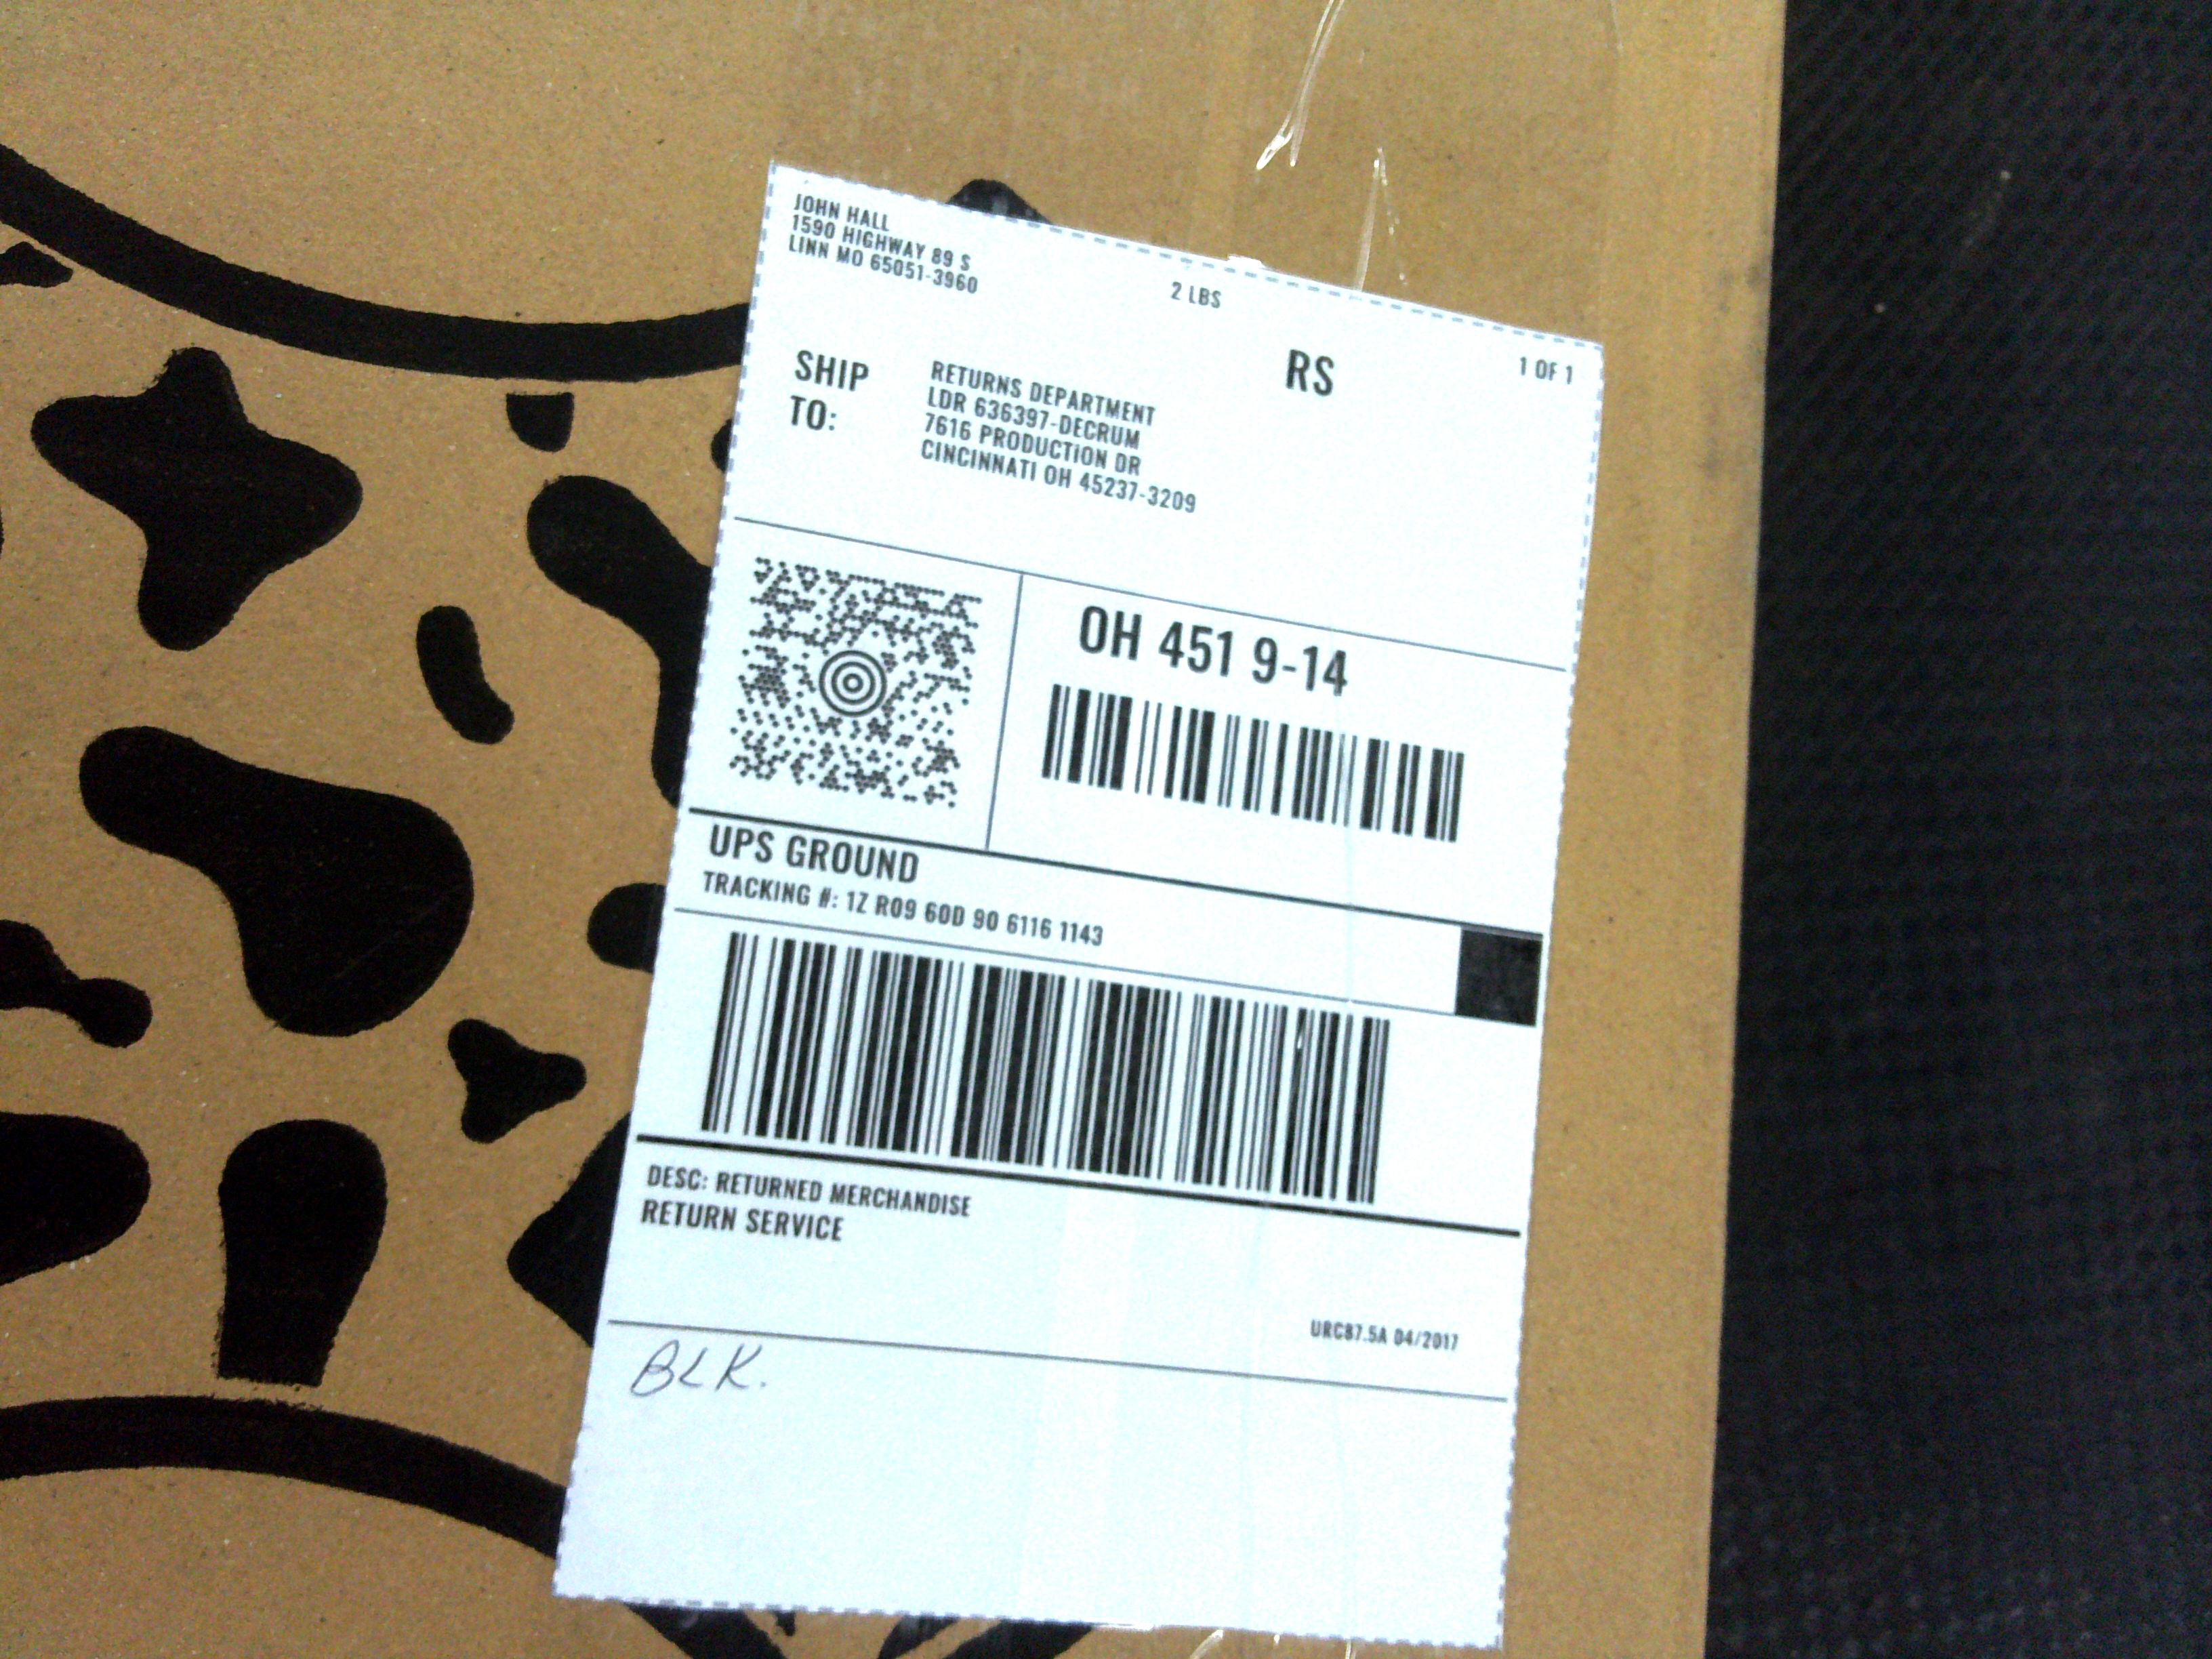 JOHN HALL
1590 HIGHWAY 89 S
LINN MO 65051-3960
2 LBS
1 OF 1
RS
SHIP
TO:
RETURNS DEPARTMENT
LDR 636397-DECRUM
7616 PRODUCTION DR
CINCINNATI OH 45237-3209
OH 451 9-14
UPS GROUND
TRACKING #: 1Z R09 60D 90 6116 1143
DESC: RETURNED MERCHANDISE
RETURN SERVICE
URC87.5A 04/2017
BLK.